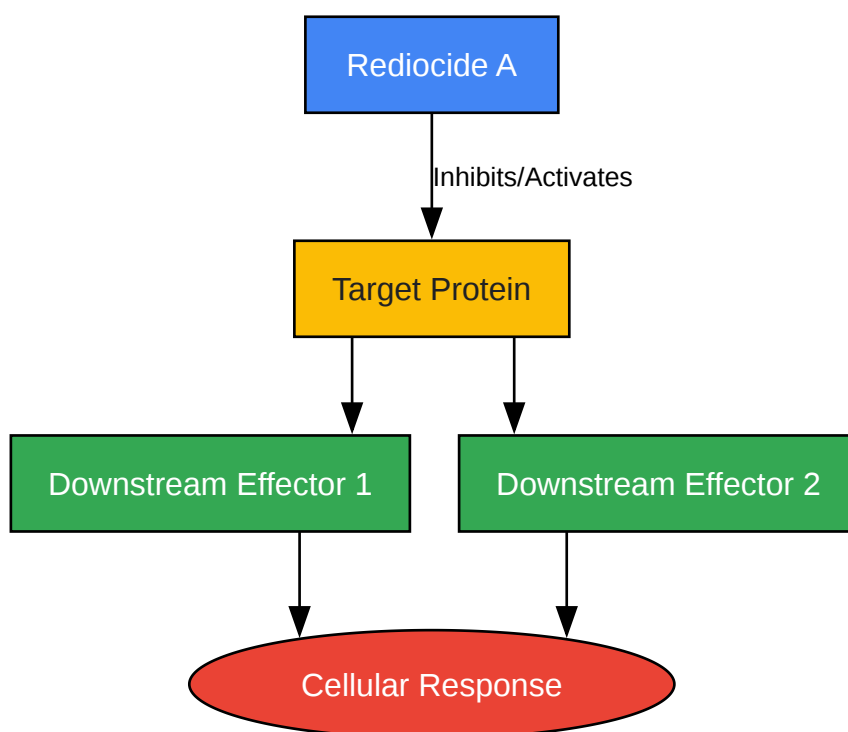 Rediocide A
Inhibits/Activates
Target Protein
Downstream Effector 1
Downstream Effector 2
Cellular Response